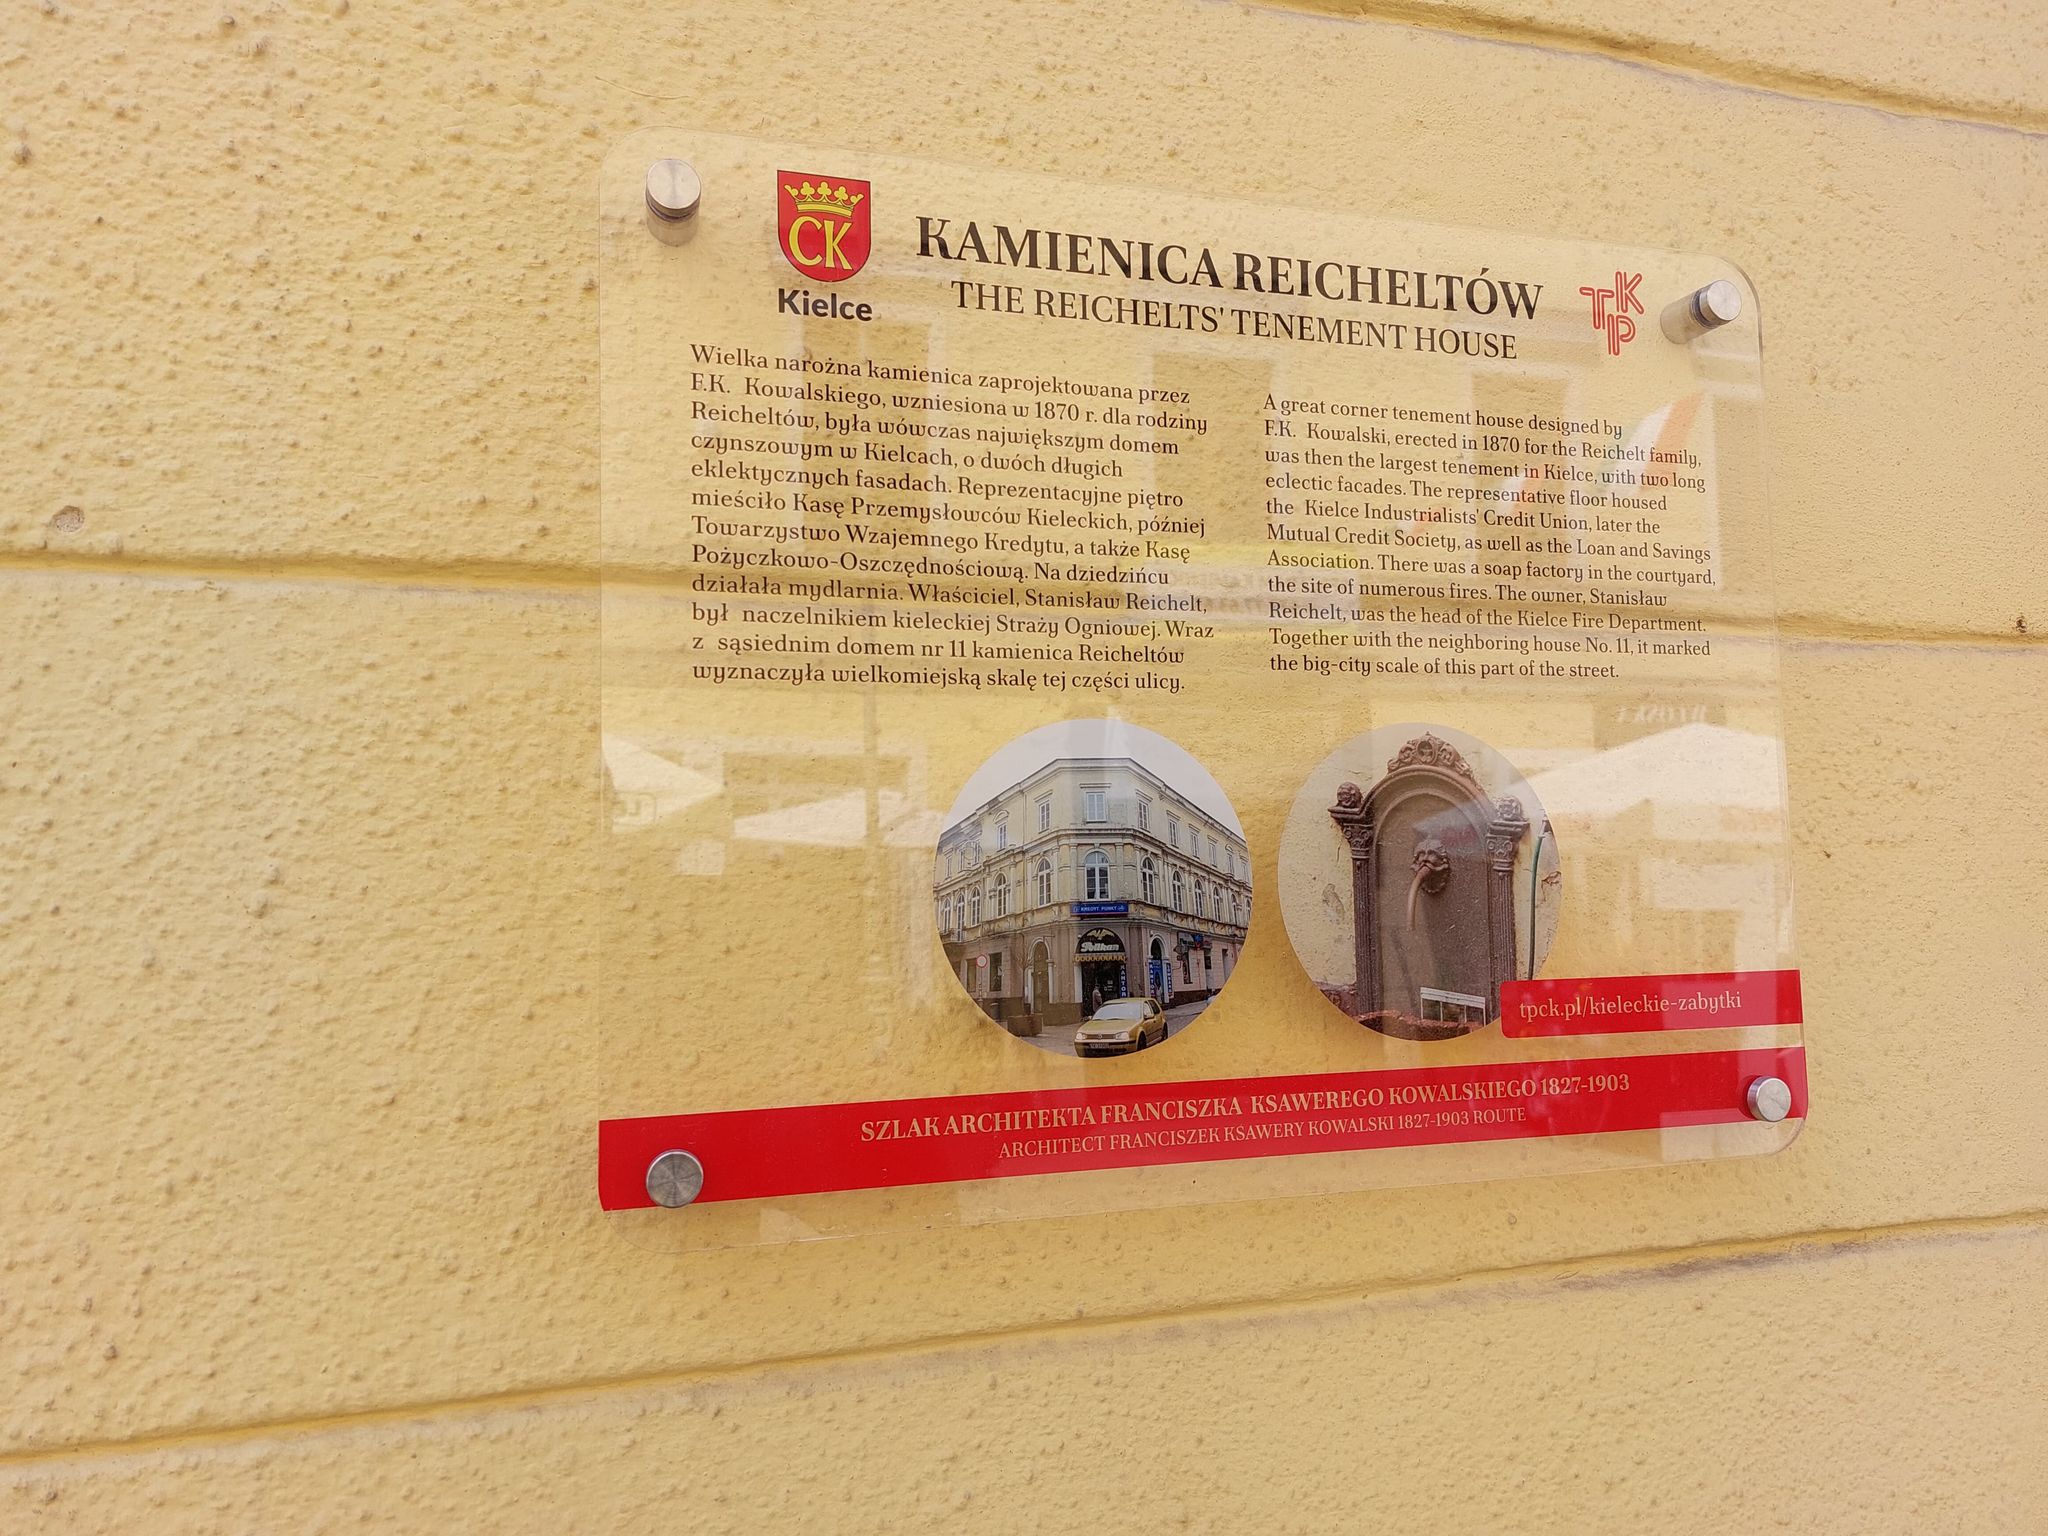 CK
Kielce
KAMIENICA REICHELTÓW
THE REICHELTS' TENEMENT HOUSE
TKP
Wielka narożna kamienica zaprojektowana przez
F.K. Kowalskiego, wzniesiona w 1870 r. dla rodziny
Reicheltów, była wówczas największym domem
czynszowym w Kielcach, o dwóch długich
eklektycznych fasadach. Reprezentacyjne piętro
mieściło Kasę Przemysłowców Kieleckich, później
Towarzystwo Wzajemnego Kredytu, a także Kasę
Pożyczkowo-Oszczędnościową. Na dziedzińcu
działała mydlarnia. Właściciel, Stanisław Reichelt,
był naczelnikiem kieleckiej Straży Ogniowej. Wraz
z sąsiednim domem nr 11 kamienica Reicheltów
wyznaczyła wielkomiejską skalę tej części ulicy.
A great corner tenement house designed by
F.K. Kowalski, erected in 1870 for the Reichelt family,
was then the largest tenement in Kielce, with two long
eclectic facades. The representative floor housed
the Kielce Industrialists' Credit Union, later the
Mutual Credit Society, as well as the Loan and Savings
Association. There was a soap factory in the courtyard,
the site of numerous fires. The owner, Stanisław
Reichelt, was the head of the Kielce Fire Department.
Together with the neighboring house No. 11, it marked
the big-city scale of this part of the street.
KREDYT PUNKT
Pelikan
KANTOR
tpck.pl/kieleckie-zabytki
SZLAK ARCHITEKTA FRANCISZKA KSAWEREGO KOWALSKIEGO 1827-1903
ARCHITECT FRANCISZEK KSAWERY KOWALSKI 1827-1903 ROUTE